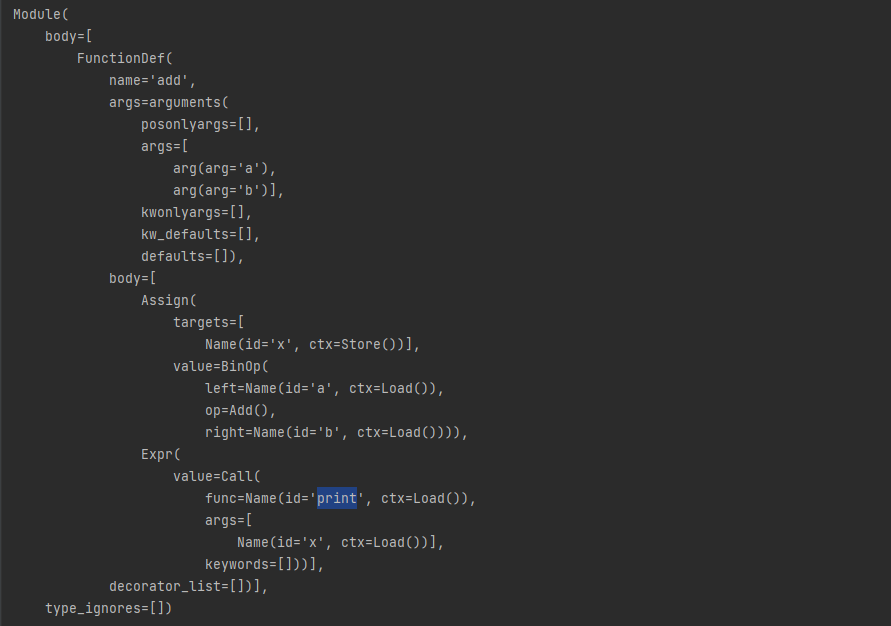 Module(
    body=[
        FunctionDef(
            name='add',
            args=arguments(
                posonlyargs=[],
                args=[
                    arg(arg='a'),
                    arg(arg='b')],
                kwonlyargs=[],
                kw_defaults=[],
                defaults=[]),
            body=[
                Assign(
                    targets=[
                        Name(id='x', ctx=Store())],
                    value=BinOp(
                        left=Name(id='a', ctx=Load()),
                        op=Add(),
                        right=Name(id='b', ctx=Load()))),
                Expr(
                    value=Call(
                        func=Name(id='print', ctx=Load()),
                        args=[
                            Name(id='x', ctx=Load())],
                        keywords=[]))],
            decorator_list=[])],
    type_ignores=[])